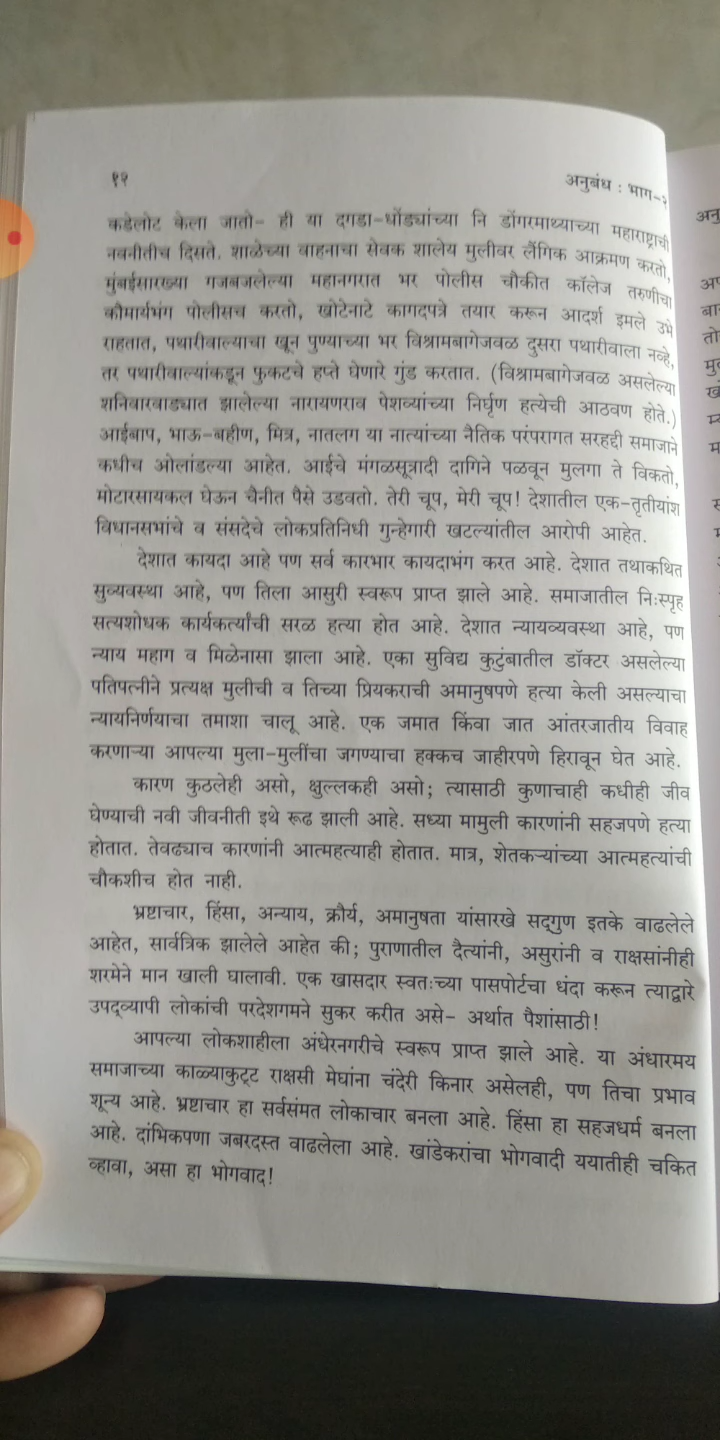 १२
अनुबंध : भाग-२
कडेलोट केला जातो- ही या दगडा-धोंड्यांच्या नि डोंगरमाथ्याच्या महाराष्ट्राची
नवनीतीच दिसते. शाळेच्या वाहनाचा सेवक शालेय मुलीवर लैंगिक आक्रमण करतो,
मुंबईसारख्या गजबजलेल्या महानगरात भर पोलीस चौकीत कॉलेज तरुणीचा
कौमार्यभंग पोलीसच करतो, खोटेनाटे कागदपत्रे तयार करून आदर्श इमले उभे
राहतात, पथारीवाल्याचा खून पुण्याच्या भर विश्रामबागेजवळ दुसरा पथारीवाला नव्हे,
तर पथारीवाल्यांकडून फुकटचे हप्ते घेणारे गुंड करतात. (विश्रामबागेजवळ असलेल्या
शनिवारवाड्यात झालेल्या नारायणराव पेशव्यांच्या निर्घृण हत्येची आठवण होते.)
आईबाप, भाऊ-बहीण, मित्र, नातलग या नात्यांच्या नैतिक परंपरागत सरहद्दी समाजाने
कधीच ओलांडल्या आहेत. आईचे मंगळसूत्रादी दागिने पळवून मुलगा ते विकतो,
मोटारसायकल घेऊन चैनीत पैसे उडवतो. तेरी चूप, मेरी चूप! देशातील एक-तृतीयांश
विधानसभांचे व संसदेचे लोकप्रतिनिधी गुन्हेगारी खटल्यांतील आरोपी आहेत.
देशात कायदा आहे पण सर्व कारभार कायदाभंग करत आहे. देशात तथाकथित
सुव्यवस्था आहे, पण तिला आसुरी स्वरूप प्राप्त झाले आहे. समाजातील निःस्पृह
सत्यशोधक कार्यकर्त्यांची सरळ हत्या होत आहे. देशात न्यायव्यवस्था आहे, पण
न्याय महाग व मिळेनासा झाला आहे. एका सुविद्य कुटुंबातील डॉक्टर असलेल्या
पतिपत्नीने प्रत्यक्ष मुलीची व तिच्या प्रियकराची अमानुषपणे हत्या केली असल्याचा
न्यायनिर्णयाचा तमाशा चालू आहे. एक जमात किंवा जात आंतरजातीय विवाह
करणाऱ्या आपल्या मुला-मुलींचा जगण्याचा हक्कच जाहीरपणे हिरावून घेत आहे.
कारण कुठलेही असो, क्षुल्लकही असो; त्यासाठी कुणाचाही कधीही जीव
घेण्याची नवी जीवनीती इथे रूढ झाली आहे. सध्या मामुली कारणांनी सहजपणे हत्या
होतात. तेवढ्याच कारणांनी आत्महत्याही होतात. मात्र, शेतकऱ्यांच्या आत्महत्यांची
चौकशीच होत नाही.
भ्रष्टाचार, हिंसा, अन्याय, क्रौर्य, अमानुषता यांसारखे सद्‌गुण इतके वाढलेले
आहेत, सार्वत्रिक झालेले आहेत की; पुराणातील दैत्यांनी, असुरांनी व राक्षसांनीही
शरमेने मान खाली घालावी. एक खासदार स्वतःच्या पासपोर्टचा धंदा करून त्याद्वारे
उपद्व्यापी लोकांची परदेशगमने सुकर करीत असे- अर्थात पैशांसाठी!
आपल्या लोकशाहीला अंधेरनगरीचे स्वरूप प्राप्त झाले आहे. या अंधारमय
समाजाच्या काळ्याकुट्ट राक्षसी मेघांना चंदेरी किनार असेलही, पण तिचा प्रभाव
शून्य आहे. भ्रष्टाचार हा सर्वसंमत लोकाचार बनला आहे. हिंसा हा सहजधर्म बनला
आहे. दांभिकपणा जबरदस्त वाढलेला आहे. खांडेकरांचा भोगवादी ययातीही चकित
व्हावा, असा हा भोगवाद!